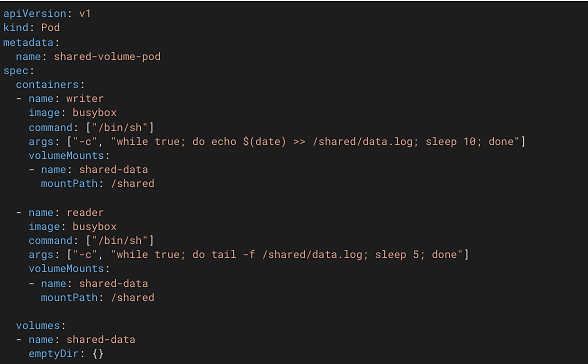 apiVersion: v1
kind: Pod
metadata:
  name: shared-volume-pod
spec:
  containers:
  - name: writer
    image: busybox
    command: ["/bin/sh"]
    args: ["-c", "while true; do echo $(date) >> /shared/data.log; sleep 10; done"]
    volumeMounts:
    - name: shared-data
      mountPath: /shared

  - name: reader
    image: busybox
    command: ["/bin/sh"]
    args: ["-c", "while true; do tail -f /shared/data.log; sleep 5; done"]
    volumeMounts:
    - name: shared-data
      mountPath: /shared

  volumes:
  - name: shared-data
    emptyDir: {}